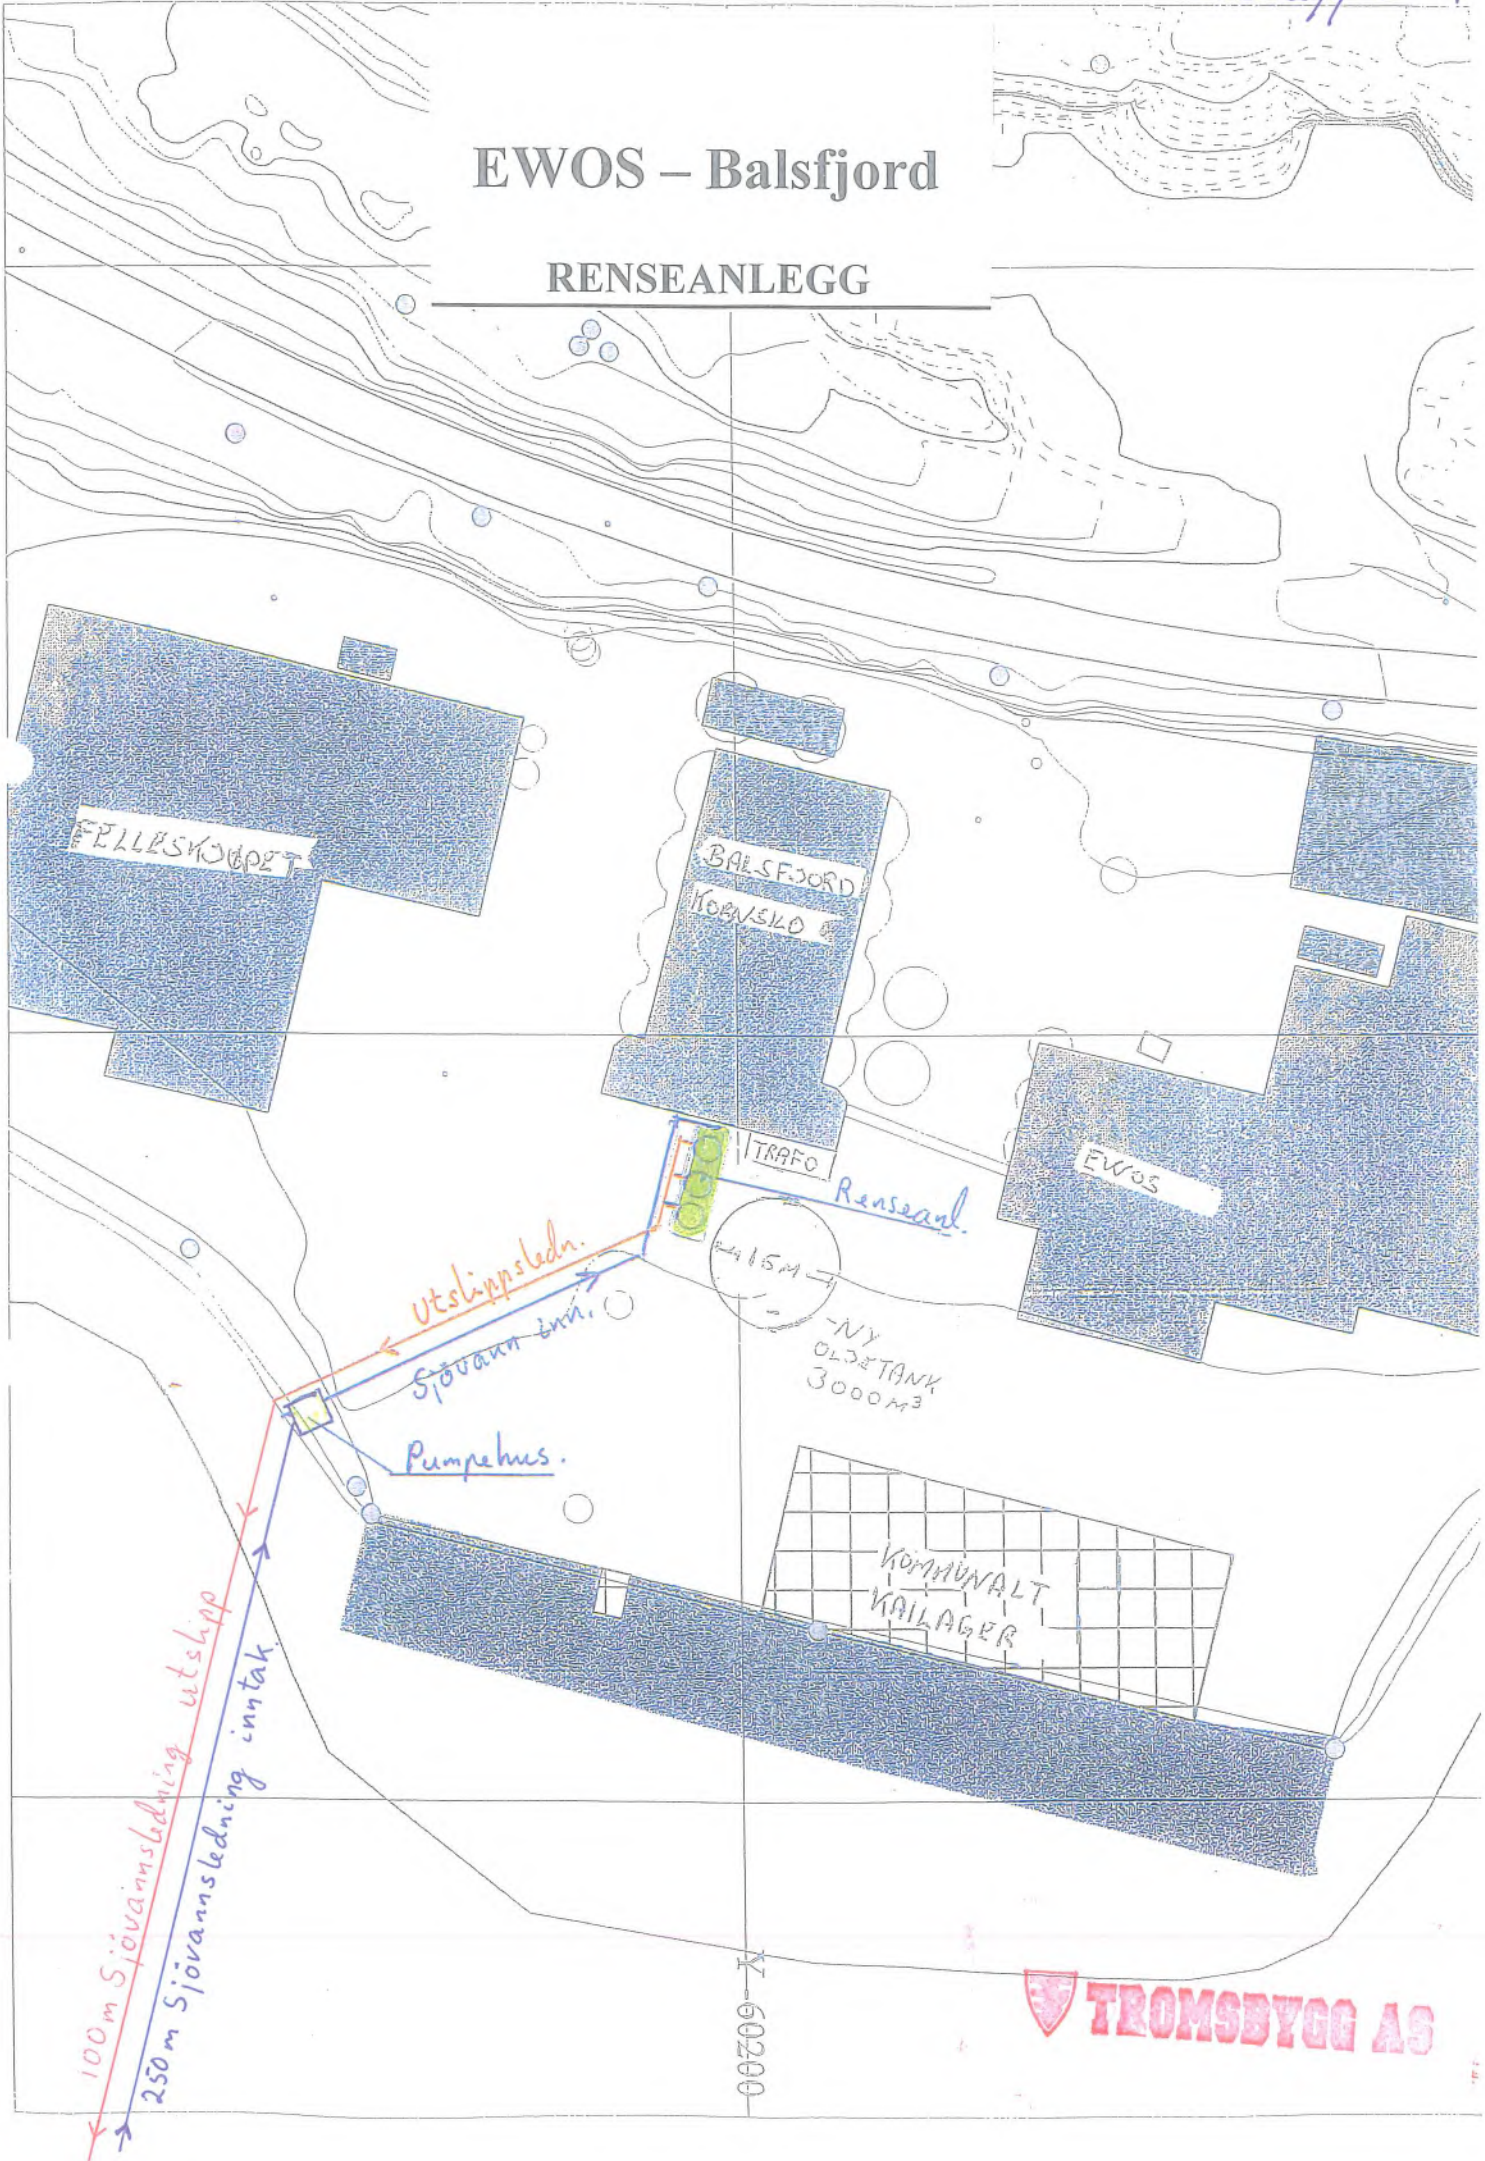 EWOS – Balsfjord
RENSEANLEGG
FELLESKJØPET
BALSFJORD
KORNSILO
TRAFO
EWOS
Renseanl.
16M
Utslippsledn.
Sjövann inn.
-NY
OLJETANK
3000M³
Pumpehus.
KOMMUNALT
KAILAGER
100m Sjövannsledning utslipp
250m Sjövannsledning inntak.
Y-60200
TROMSBYGG AS